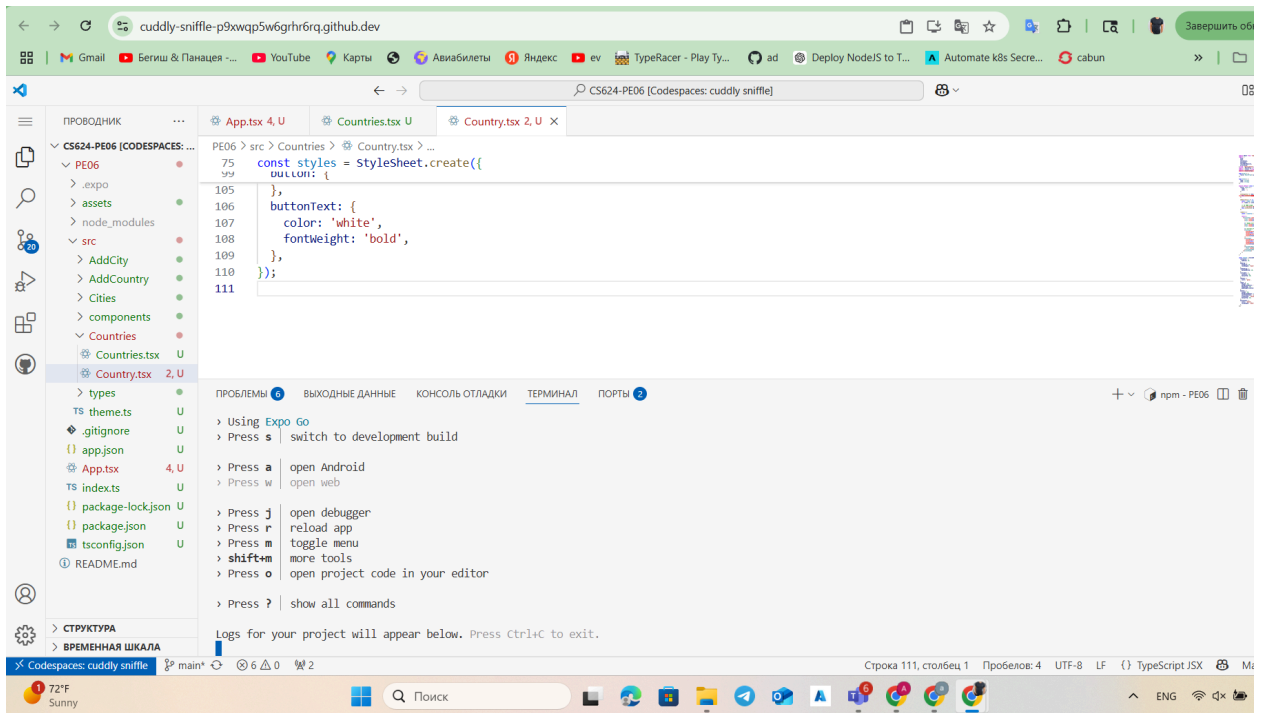 cuddly-sniffle-p9xwqp5w6grhr6rq.github.dev
Завершить об
Gmail Бегиш & Панацея -... YouTube Карты Авиабилеты Яндекс ev TypeRacer - Play Ty... ad Deploy NodeJS to T... Automate k8s Secre... cabun »
CS624-PE06 [Codespaces: cuddly sniffle]
ПРОВОДНИК ...
App.tsx 4, U Countries.tsx U Country.tsx 2, U
CS624-PE06 [CODESPACES: ...
PE06 > src > Countries > Country.tsx > ...
PE06
.expo
assets
node_modules
src
AddCity
AddCountry
Cities
components
Countries
Countries.tsx U
Country.tsx 2, U
types
TS theme.ts U
.gitignore U
{} app.json U
App.tsx 4, U
TS index.ts U
{} package-lock.json U
{} package.json U
tsconfig.json U
README.md
20
СТРУКТУРА
ВРЕМЕННАЯ ШКАЛА
75 const styles = StyleSheet.create({
99 button: {
105 },
106 buttonText: {
107 color: 'white',
108 fontWeight: 'bold',
109 },
110 });
111
ПРОБЛЕМЫ 6 ВЫХОДНЫЕ ДАННЫЕ КОНСОЛЬ ОТЛАДКИ ТЕРМИНАЛ ПОРТЫ 2
npm - PE06
› Using Expo Go
› Press s │ switch to development build
› Press a │ open Android
› Press w │ open web
› Press j │ open debugger
› Press r │ reload app
› Press m │ toggle menu
› shift+m │ more tools
› Press o │ open project code in your editor
› Press ? │ show all commands
Logs for your project will appear below. Press Ctrl+C to exit.
Codespaces: cuddly sniffle main* 6 0 2
Строка 111, столбец 1 Пробелов: 4 UTF-8 LF {} TypeScript JSX
1 72°F
Sunny
Поиск
6
ENG